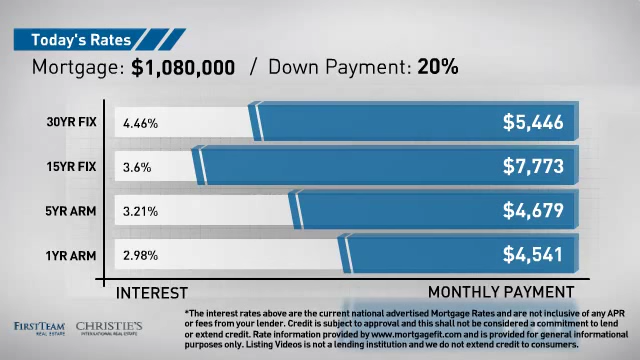 Today's Rates
Mortgage: $1,080,000 / Down Payment: 20%
30YR FIX 4.46% $5,446
15YR FIX 3.6% $7,773
5YR ARM 3.21% $4,679
1YR ARM 2.98% $4,541
INTEREST MONTHLY PAYMENT
*The interest rates above are the current national advertised Mortgage Rates and are not inclusive of any APR
or fees from your lender. Credit is subject to approval and this shall not be considered a commitment to lend
or extend credit. Rate information provided by www.mortgagefit.com and is provided for general informational
purposes only. Listing Videos is not a lending institution and we do not extend credit to consumers.
FIRSTTEAM CHRISTIE'S
REAL ESTATE INTERNATIONAL REAL ESTATE